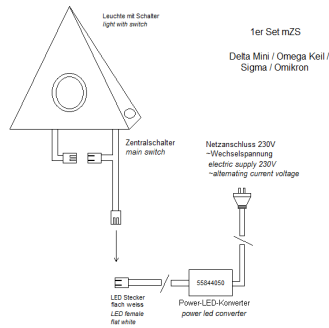 Leuchte mit Schalter
light with switch
1er Set mZS
Delta Mini / Omega Keil /
Sigma / Omikron
Zentralschalter
main switch
Netzanschluss 230V
~Wechselspannung
electric supply 230V
~alternating current voltage
55844050
LED Stecker
flach weiss
LED female
flat white
Power-LED-Konverter
power led converter